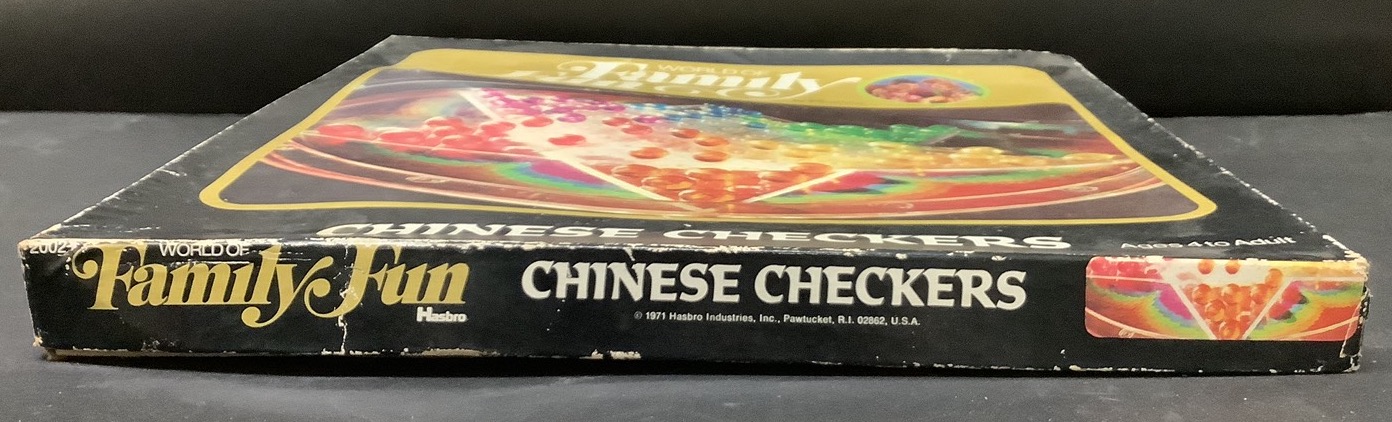 WORLD OF
Family
CHINESE CHECKERS
Ages 4 to Adult
2002
WORLD OF
Family Fun
Hasbro
CHINESE CHECKERS
© 1971 Hasbro Industries, Inc., Pawtucket, R.I. 02862, U.S.A.